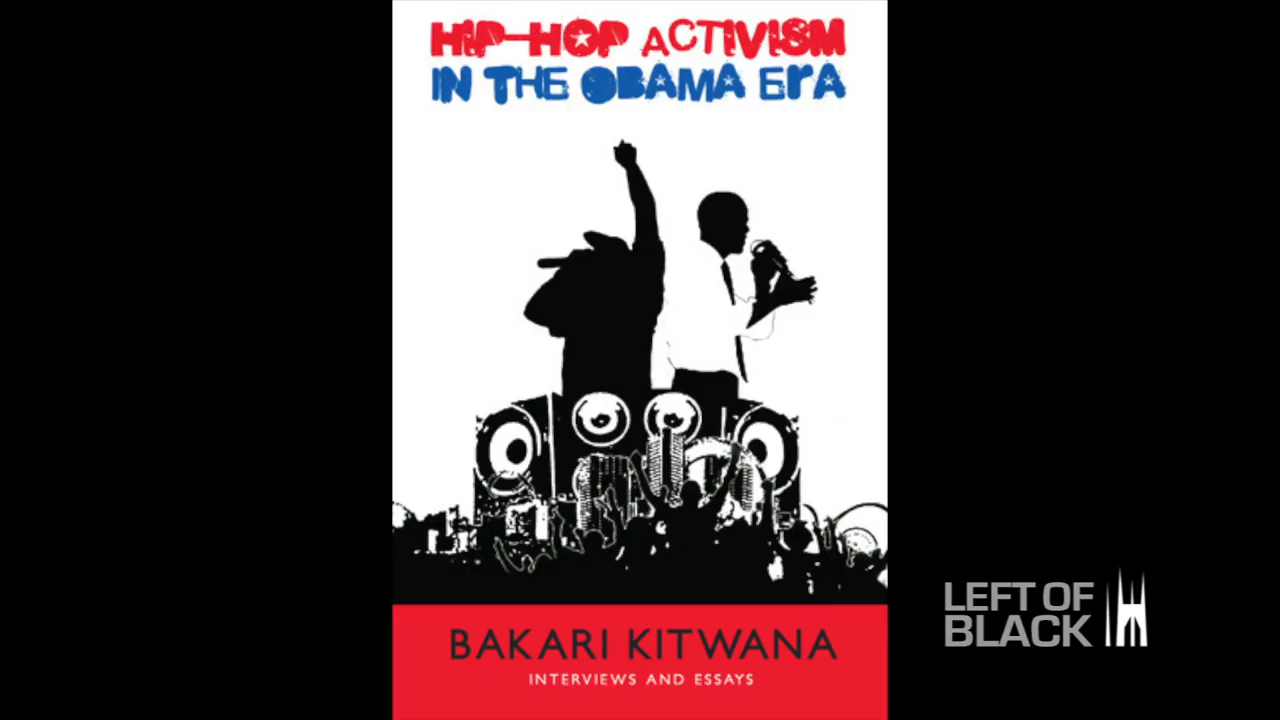 HIP-HOP ACTIVISM
IN THE OBAMA ERA
BAKARI KITWANA
INTERVIEWS AND ESSAYS
LEFT OF
BLACK